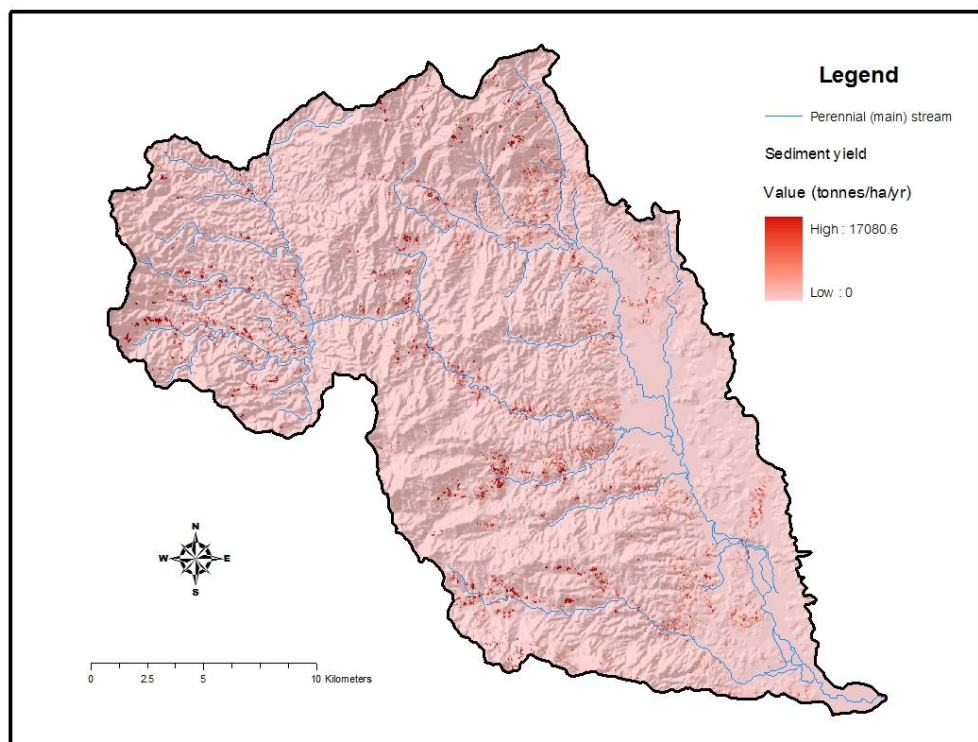 Legend
Perennial (main) stream
Sediment yield
Value (tonnes/ha/yr)
High : 17080.6
Low : 0
N
W E
S
0 2.5 5 10 Kilometers